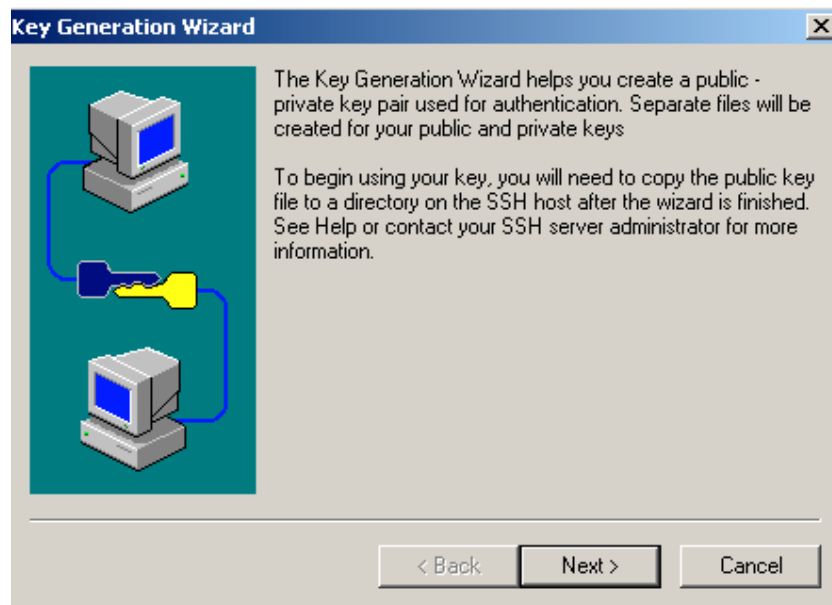 Key Generation Wizard
The Key Generation Wizard helps you create a public -
private key pair used for authentication. Separate files will be
created for your public and private keys
To begin using your key, you will need to copy the public key
file to a directory on the SSH host after the wizard is finished.
See Help or contact your SSH server administrator for more
information.
< Back
Next >
Cancel